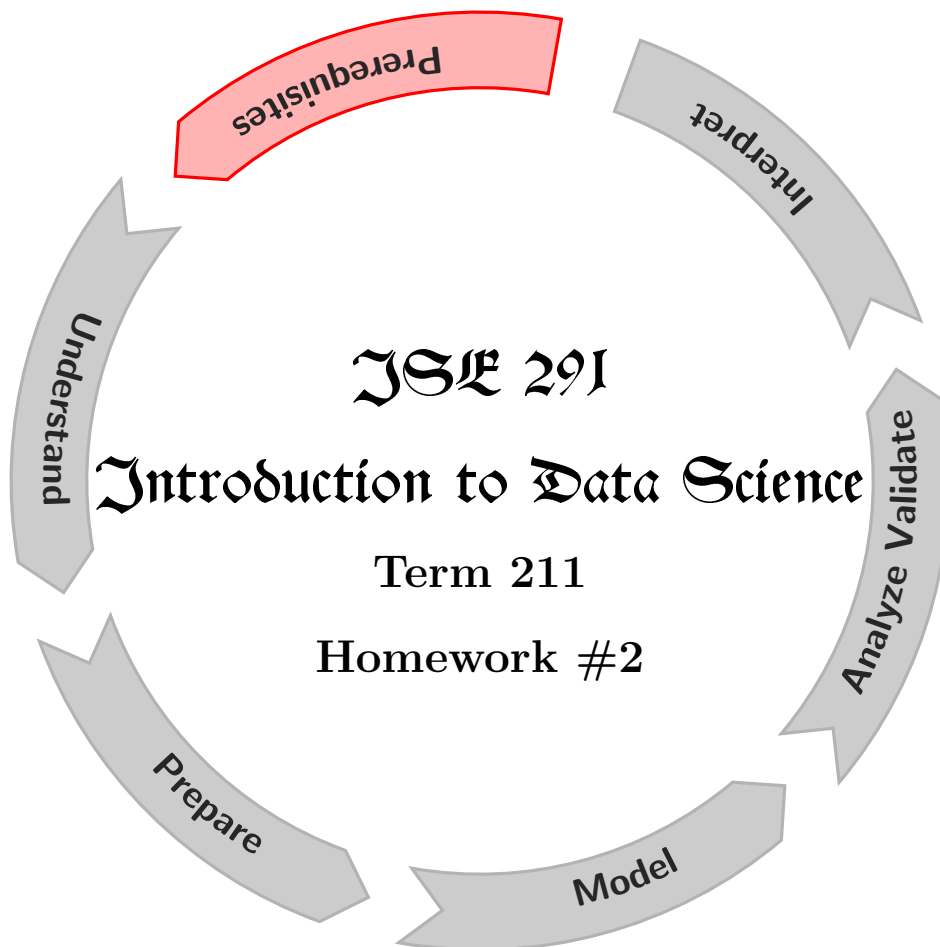 Prerequisites
Interpret
Understand
ISE 291
Introduction to Data Science
Term 211
Homework #2
Analyze Validate
Prepare
Model